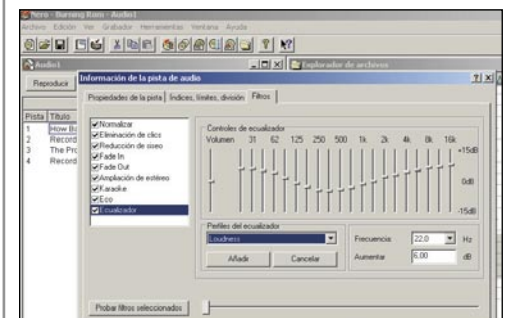 Nero - Burning Rom - Audio1
Archivo Edición Ver Grabador Herramientas Ventana Ayuda
Audio1
Explorador de archivos
Reproducir
Información de la pista de audio
Propiedades de la pista Índices, límites, división Filtros
Pista Título
1 How
2 Record
3 The Pro
4 Record
Normalizar
Eliminación de clics
Reducción de siseo
Fade In
Fade Out
Ampliación de estéreo
Karaoke
Eco
Ecualizador
Controles de ecualizador
Volumen 31 62 125 250 500 1k 2k 4k 8k 16k
+15dB
0dB
-15dB
Perfiles del ecualizador
Loudness
Añadir Cancelar
Frecuencia: 22.0 Hz
Aumentar 6.00 dB
Probar filtros seleccionados